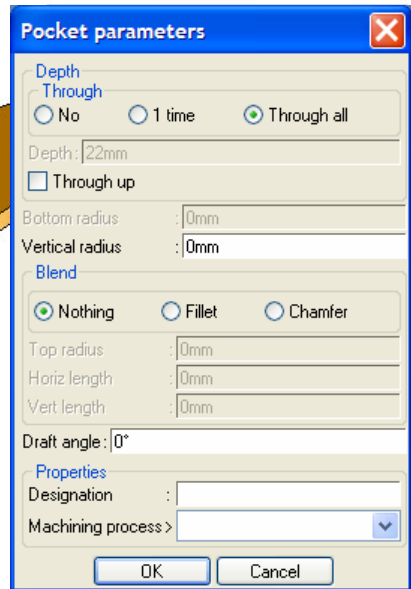 Pocket parameters
Depth
Through
No 1 time Through all
Depth: 22mm
Through up
Bottom radius : 0mm
Vertical radius : 0mm
Blend
Nothing Fillet Chamfer
Top radius : 0mm
Horiz length : 0mm
Vert length : 0mm
Draft angle: 0°
Properties
Designation :
Machining process >
OK Cancel